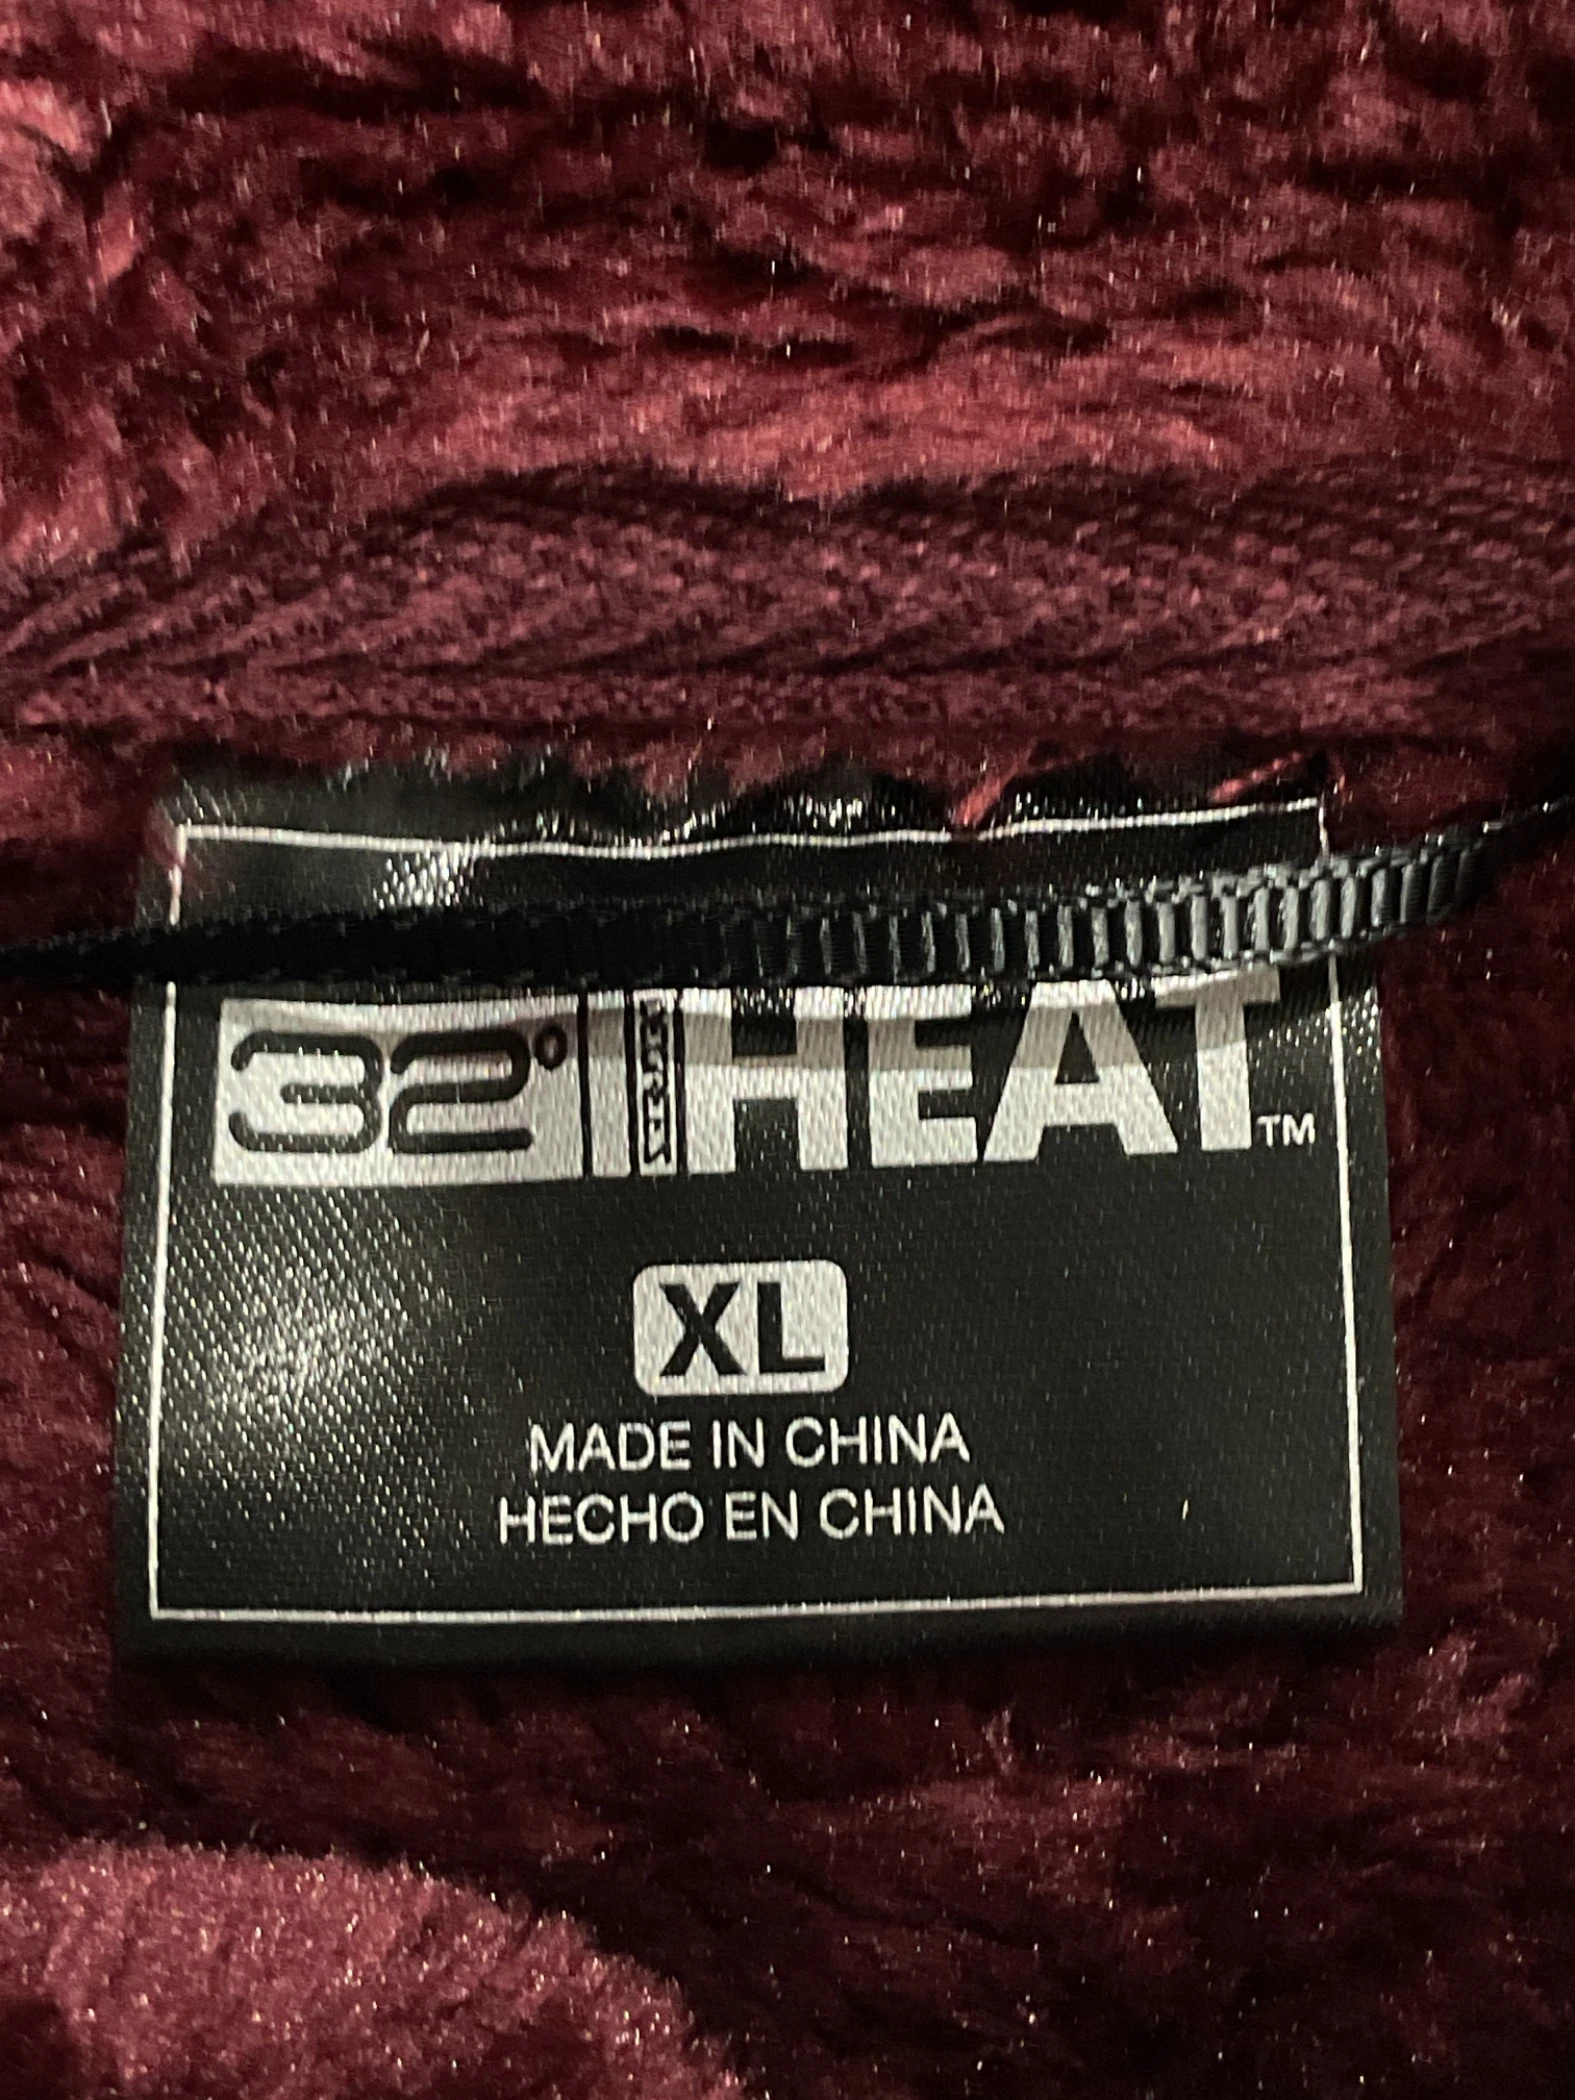 32° HEAT™
XL
MADE IN CHINA
HECHO EN CHINA